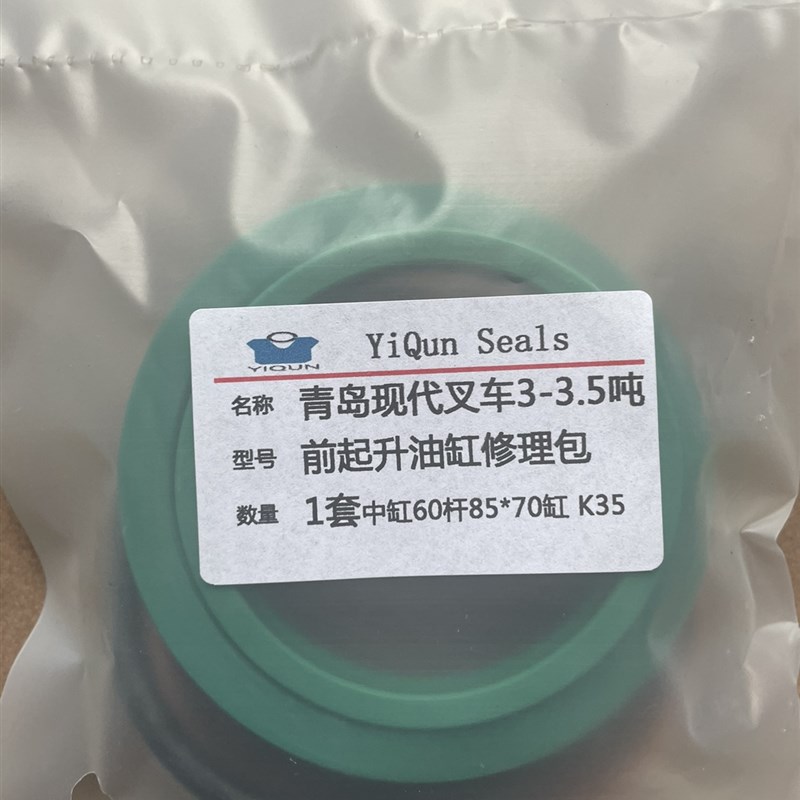 YIQUN
YiQun Seals
名称 青岛现代叉车3-3.5吨
型号 前起升油缸修理包
数量 1套中缸60杆85*70缸 K35